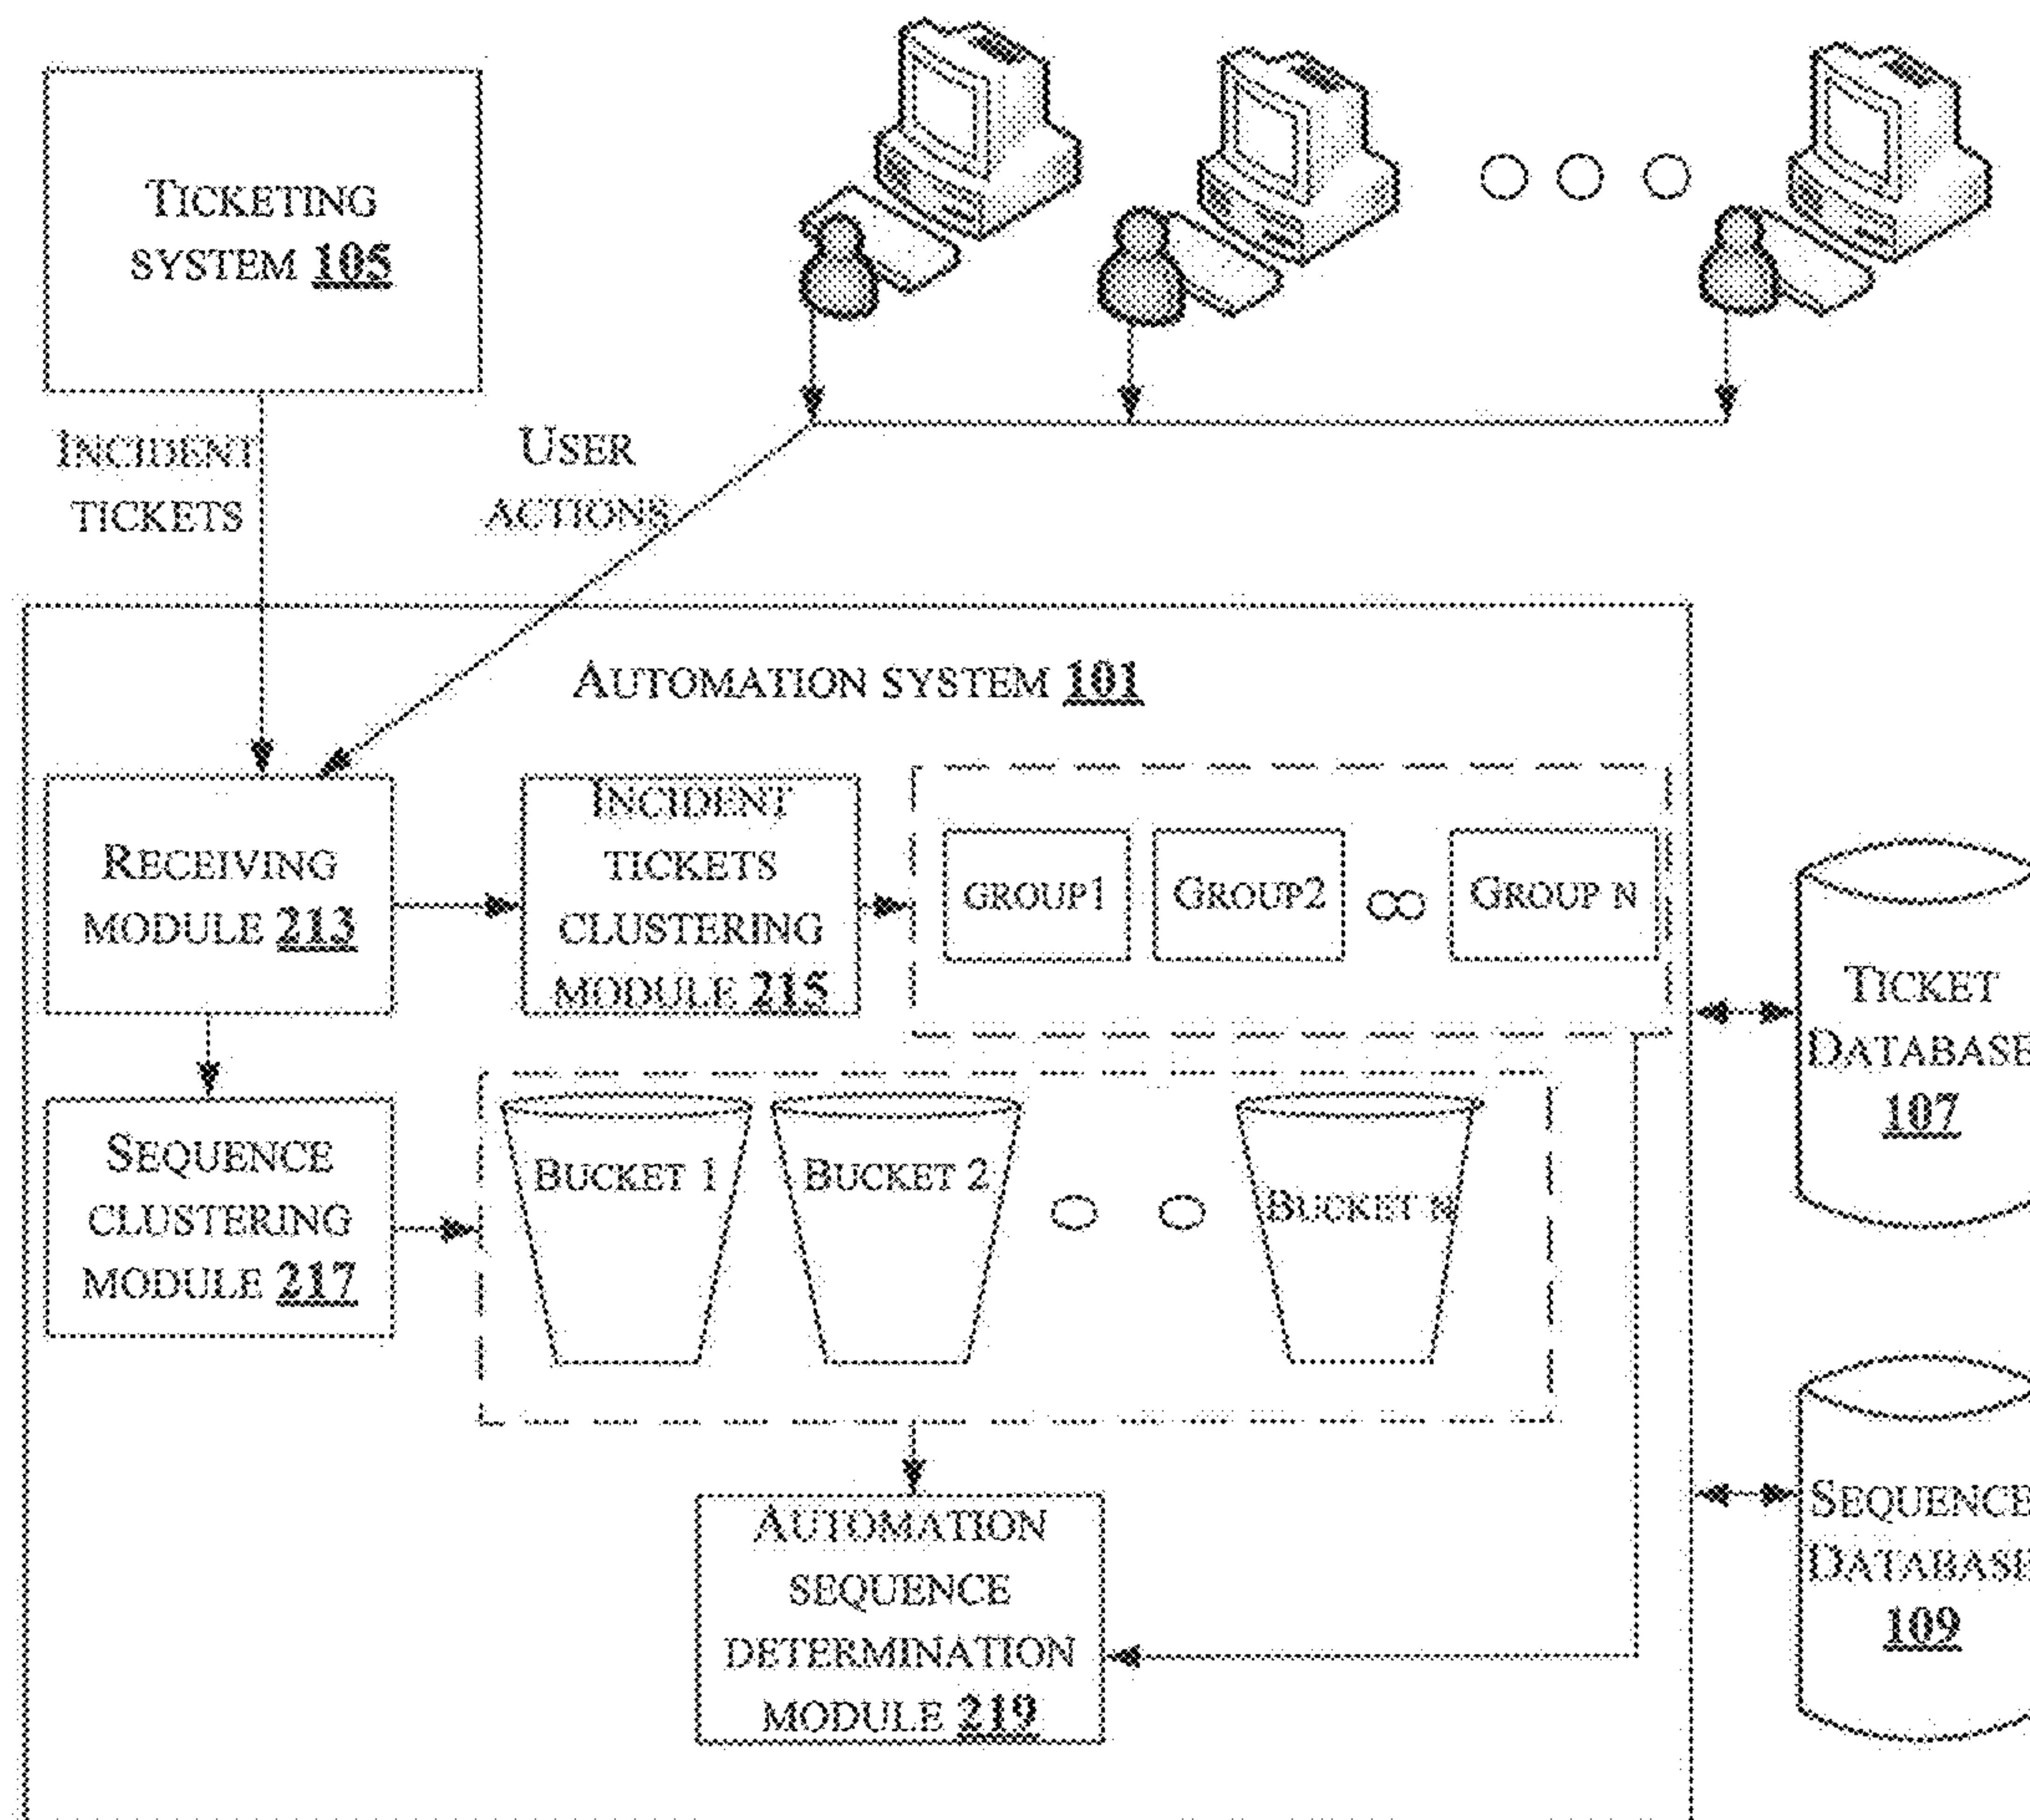 TICKETING
SYSTEM 105
INCIDENT
TICKETS
USER
ACTIONS
AUTOMATION SYSTEM 101
RECEIVING
MODULE 213
INCIDENT
TICKETS
CLUSTERING
MODULE 215
GROUP1
GROUP2
GROUP N
TICKET
DATABASE
107
SEQUENCE
CLUSTERING
MODULE 217
BUCKET 1
BUCKET 2
BUCKET N
SEQUENCE
DATABASE
109
AUTOMATION
SEQUENCE
DETERMINATION
MODULE 219